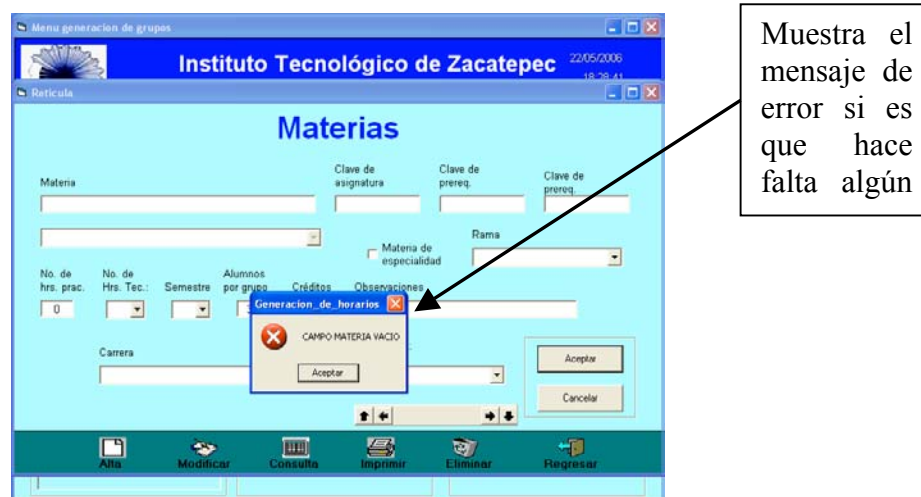 Menu generacion de grupos
Instituto Tecnológico de Zacatepec
22/05/2006
18:28:41
Reticula
Materias
Materia
Clave de
asignatura
Clave de
prereq.
Clave de
prereq.
Materia de
especialidad
Rama
No. de
hrs. prac.
No. de
Hrs. Tec.:
Semestre
Alumnos
por grupo
Créditos
Observaciones
0
Generacion_de_horarios
CAMPO MATERIA VACIO
Aceptar
Carrera
Aceptar
Cancelar
Alta
Modificar
Consulta
Imprimir
Eliminar
Regresar
Muestra el
mensaje de
error si es
que hace
falta algún